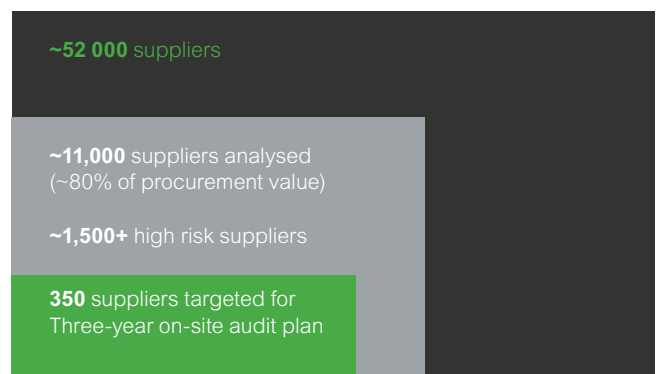 ~52 000 suppliers
~11,000 suppliers analysed
(~80% of procurement value)
~1,500+ high risk suppliers
350 suppliers targeted for
Three-year on-site audit plan